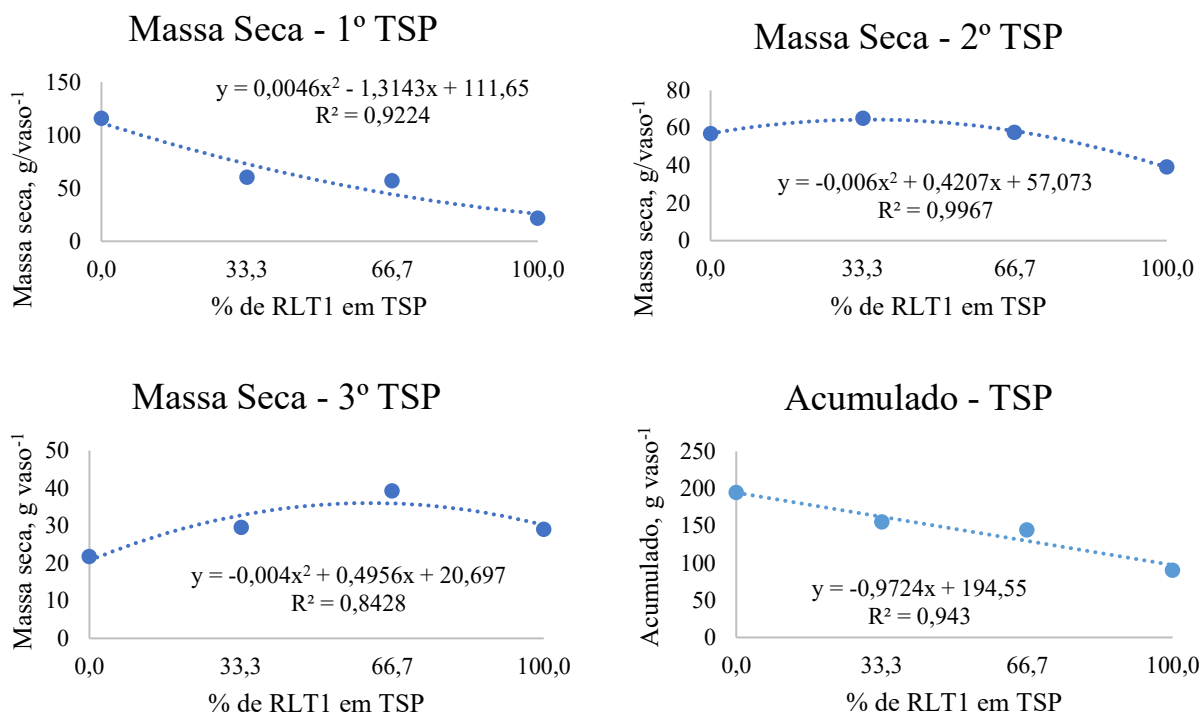 Massa Seca - 1º TSP
y = 0,0046x² - 1,3143x + 111,65
R² = 0,9224
Massa seca, g/vaso⁻¹
150
100
50
0
0,0 33,3 66,7 100,0
% de RLT1 em TSP
Massa Seca - 2º TSP
Massa seca, g/vaso⁻¹
80
60
40
20
0
y = -0,006x² + 0,4207x + 57,073
R² = 0,9967
0,0 33,3 66,7 100,0
% de RLT1 em TSP
Massa Seca - 3º TSP
Massa seca, g vaso⁻¹
50
40
30
20
10
0
y = -0,004x² + 0,4956x + 20,697
R² = 0,8428
0,0 33,3 66,7 100,0
% de RLT1 em TSP
Acumulado - TSP
Acumulado, g vaso⁻¹
250
200
150
100
50
0
y = -0,9724x + 194,55
R² = 0,943
0,0 33,3 66,7 100,0
% de RLT1 em TSP